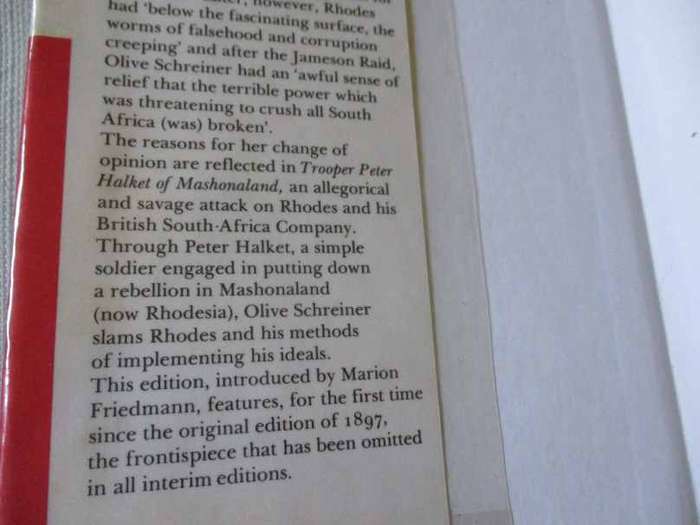 however, Rhodes
had 'below the fascinating surface, the
worms of falsehood and corruption
creeping' and after the Jameson Raid,
Olive Schreiner had an 'awful sense of
relief that the terrible power which
was threatening to crush all South
Africa (was) broken'.
The reasons for her change of
opinion are reflected in Trooper Peter
Halket of Mashonaland, an allegorical
and savage attack on Rhodes and his
British South-Africa Company.
Through Peter Halket, a simple
soldier engaged in putting down
a rebellion in Mashonaland
(now Rhodesia), Olive Schreiner
slams Rhodes and his methods
of implementing his ideals.
This edition, introduced by Marion
Friedmann, features, for the first time
since the original edition of 1897,
the frontispiece that has been omitted
in all interim editions.